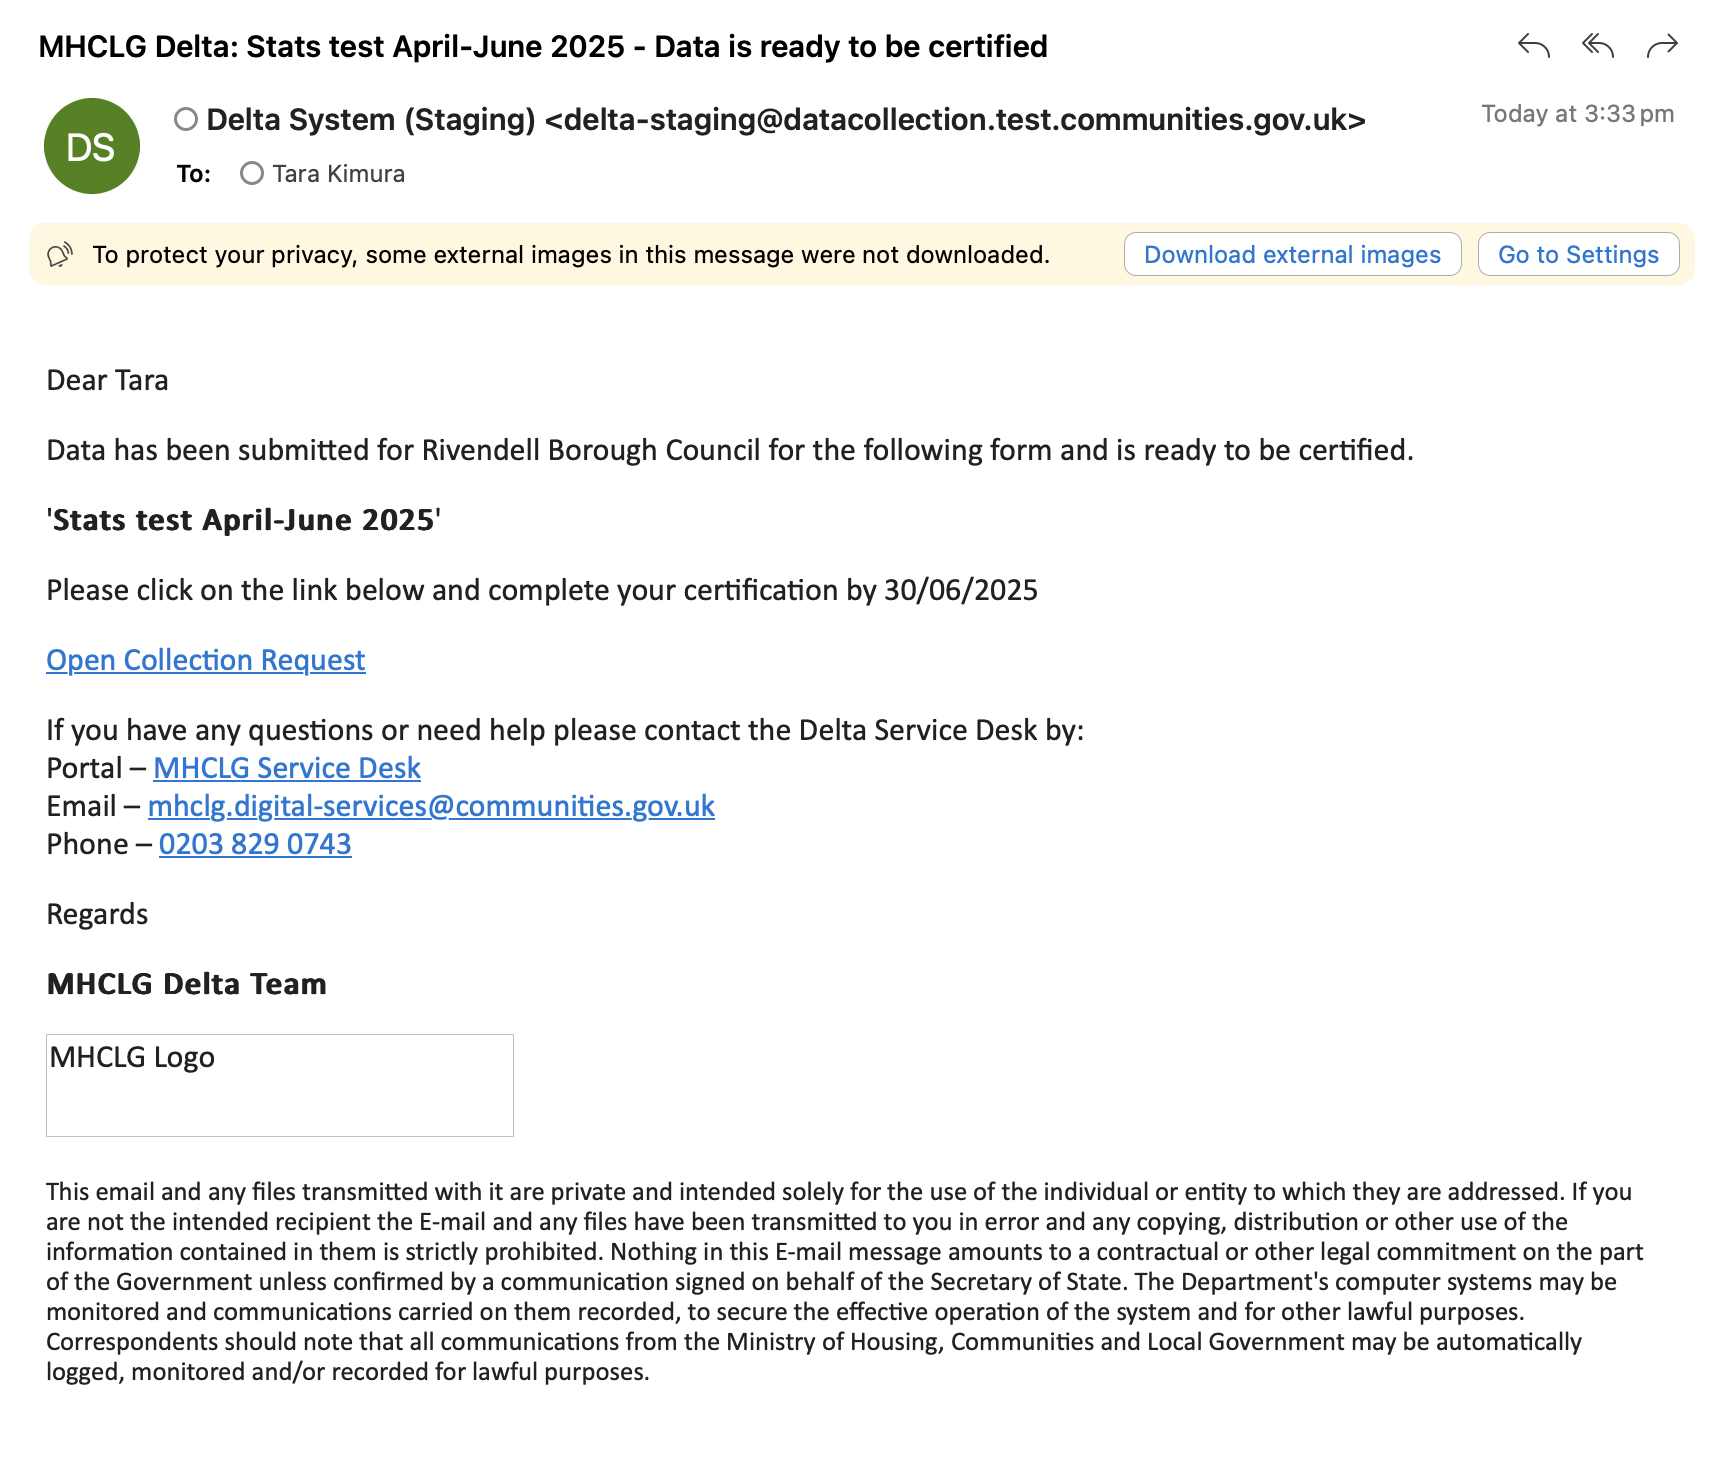 MHCLG Delta: Stats test April-June 2025 - Data is ready to be certified
DS
Delta System (Staging) <delta-staging@datacollection.test.communities.gov.uk>
Today at 3:33 pm
To: Tara Kimura
To protect your privacy, some external images in this message were not downloaded.
Download external images
Go to Settings
Dear Tara
Data has been submitted for Rivendell Borough Council for the following form and is ready to be certified.
'Stats test April-June 2025'
Please click on the link below and complete your certification by 30/06/2025
Open Collection Request
If you have any questions or need help please contact the Delta Service Desk by:
Portal – MHCLG Service Desk
Email – mhclg.digital-services@communities.gov.uk
Phone – 0203 829 0743
Regards
MHCLG Delta Team
MHCLG Logo
This email and any files transmitted with it are private and intended solely for the use of the individual or entity to which they are addressed. If you
are not the intended recipient the E-mail and any files have been transmitted to you in error and any copying, distribution or other use of the
information contained in them is strictly prohibited. Nothing in this E-mail message amounts to a contractual or other legal commitment on the part
of the Government unless confirmed by a communication signed on behalf of the Secretary of State. The Department's computer systems may be
monitored and communications carried on them recorded, to secure the effective operation of the system and for other lawful purposes.
Correspondents should note that all communications from the Ministry of Housing, Communities and Local Government may be automatically
logged, monitored and/or recorded for lawful purposes.